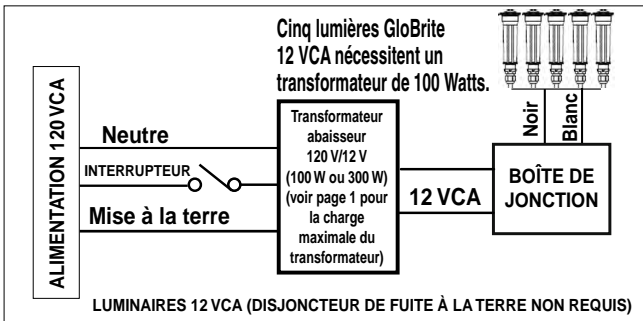 Cinq lumières GloBrite
12 VCA nécessitent un
transformateur de 100 Watts.
ALIMENTATION 120 VCA
Neutre
INTERRUPTEUR
Mise à la terre
Transformateur
abaisseur
120 V/12 V
(100 W ou 300 W)
(voir page 1 pour
la charge
maximale du
transformateur)
12 VCA
Noir
Blanc
BOÎTE DE
JONCTION
LUMINAIRES 12 VCA (DISJONCTEUR DE FUITE À LA TERRE NON REQUIS)